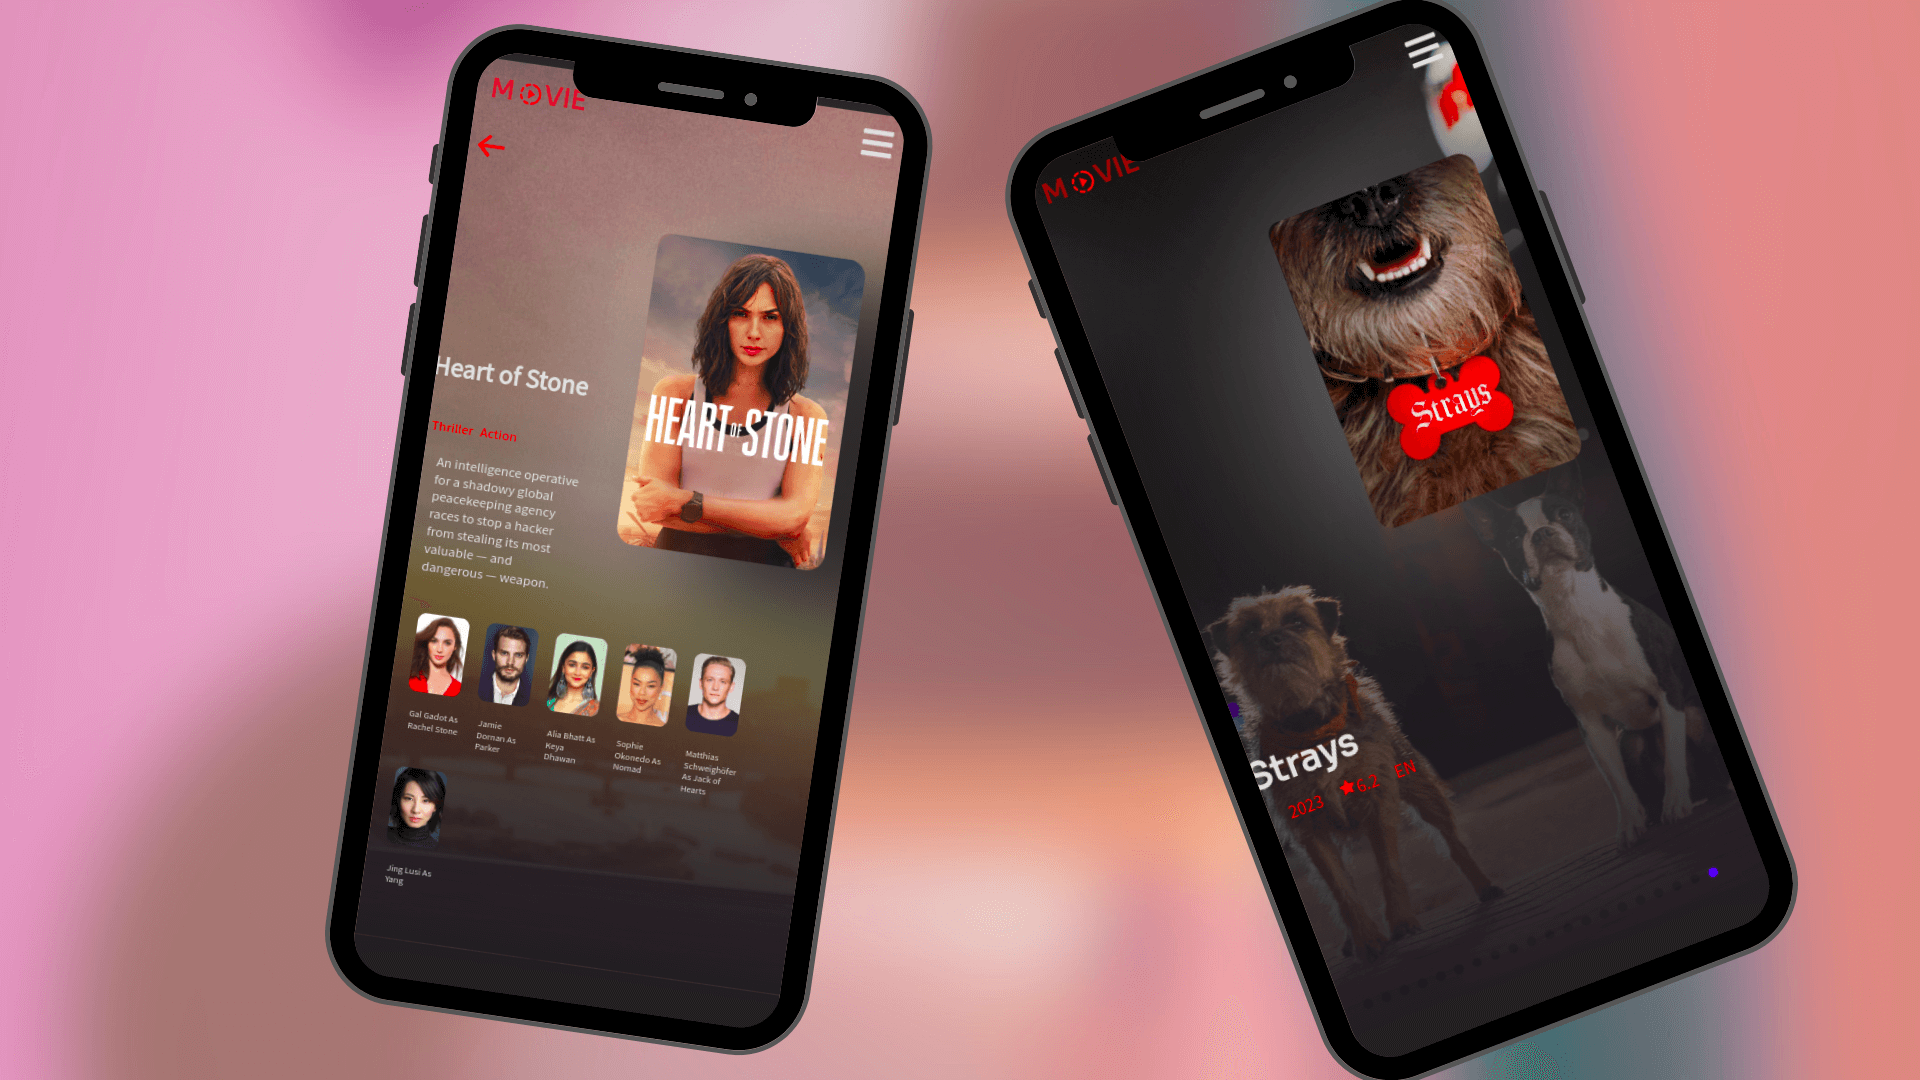 MOVIE
Heart of Stone
Thriller Action
An intelligence operative
for a shadowy global
peacekeeping agency
races to stop a hacker
from stealing its most
valuable — and
dangerous — weapon.
HEART OF STONE
Gal Gadot As
Rachel Stone
Jamie
Dornan As
Parker
Alia Bhatt As
Keya
Dhawan
Sophie
Okonedo As
Nomad
Matthias
Schweighöfer
As Jack of
Hearts
Jing Lusi As
Yang
MOVIE
Strays
Strays
2023 6.2 EN